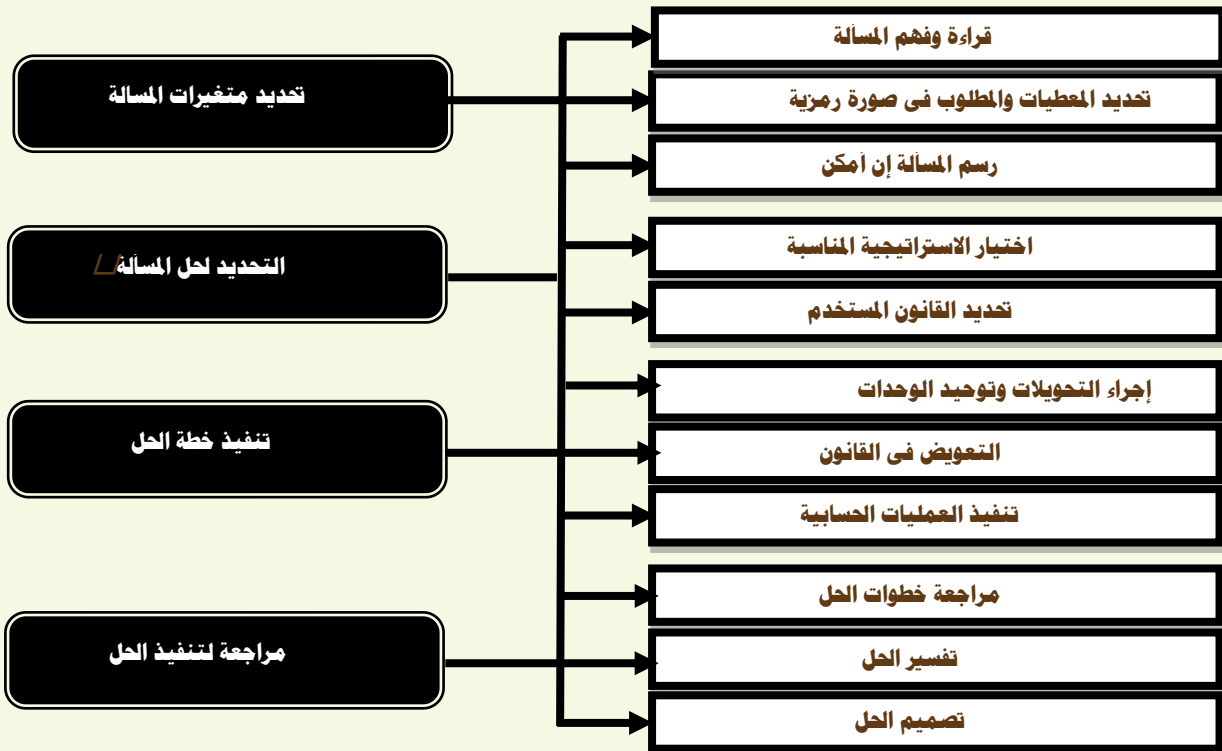 تحديد متغيرات المسالة
قراءة وفهم المسألة
تحديد المعطيات والمطلوب فى صورة رمزية
رسم المسألة إن أمكن
التحديد لحل المسألة
اختيار الاستراتيجية المناسبة
تحديد القانون المستخدم
تنفيذ خطة الحل
إجراء التحويلات وتوحيد الوحدات
التعويض فى القانون
تنفيذ العمليات الحسابية
مراجعة لتنفيذ الحل
مراجعة خطوات الحل
تفسير الحل
تصميم الحل